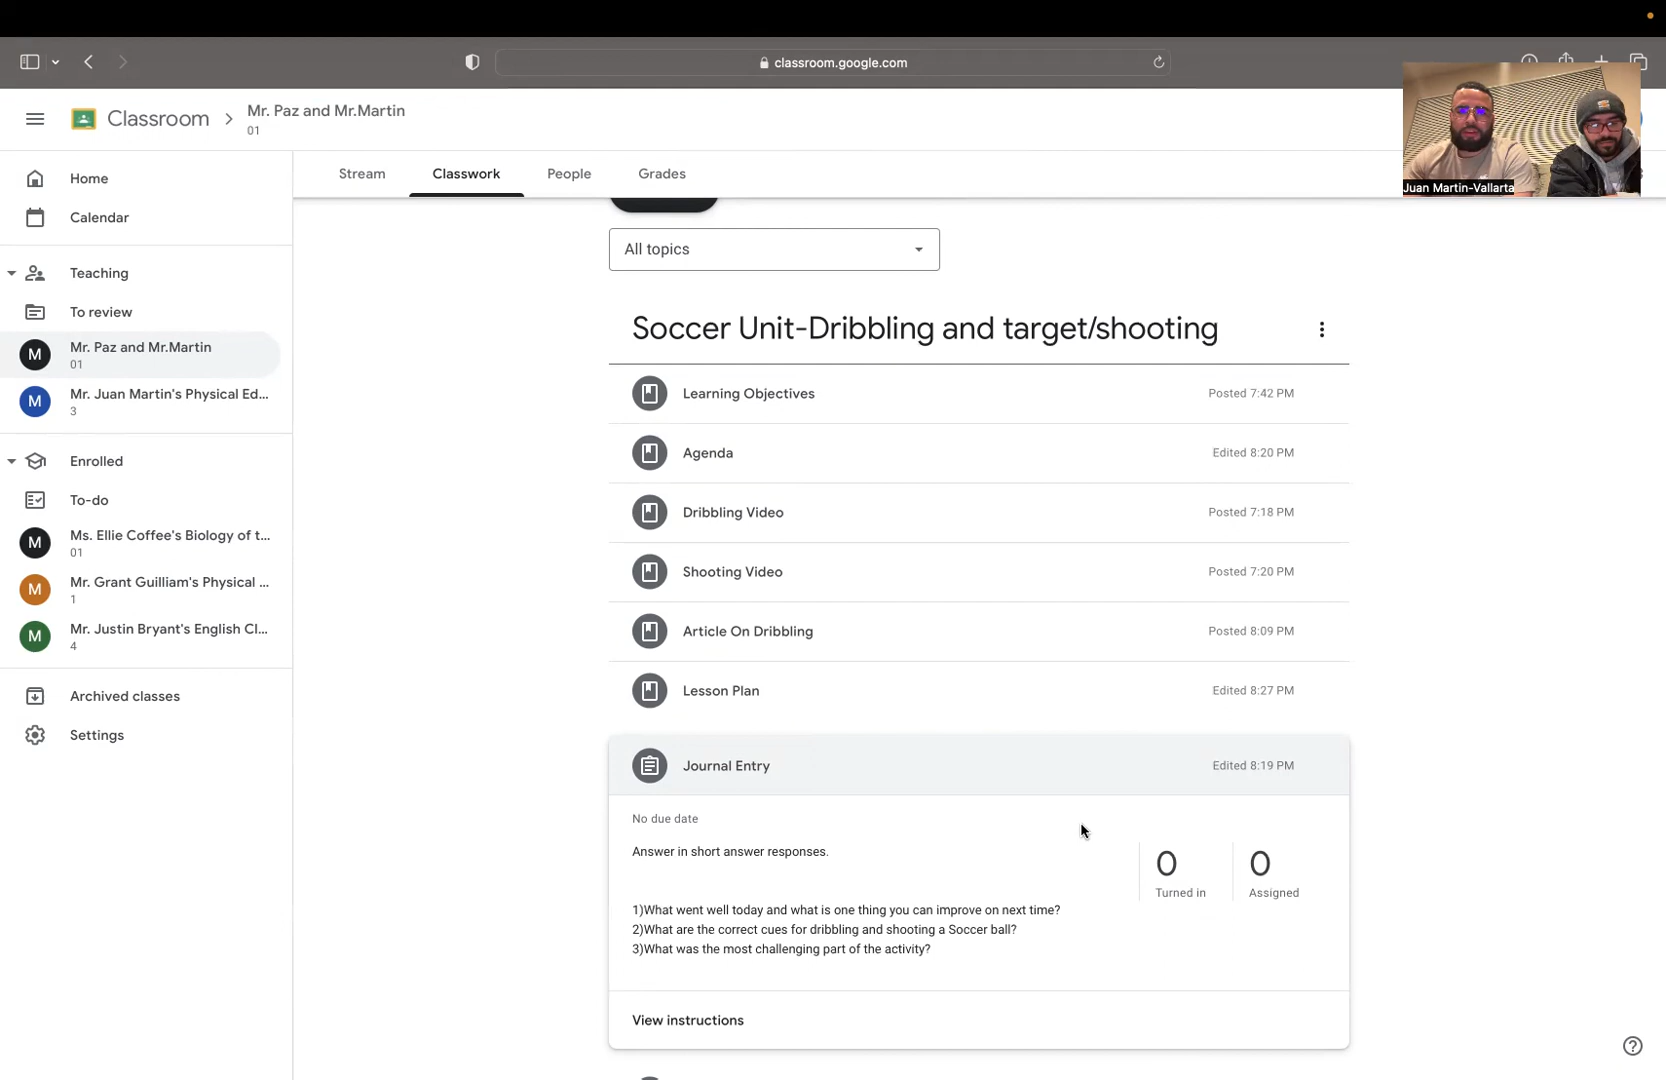 classroom.google.com
Classroom
Mr. Paz and Mr.Martin
01
Juan Martin-Vallarta
Home
Calendar
Teaching
To review
M
Mr. Paz and Mr.Martin
01
M
Mr. Juan Martin's Physical Ed...
3
Enrolled
To-do
M
Ms. Ellie Coffee's Biology of t...
01
M
Mr. Grant Guilliam's Physical ...
1
M
Mr. Justin Bryant's English Cl...
4
Archived classes
Settings
Stream Classwork People Grades
All topics
Soccer Unit-Dribbling and target/shooting
Learning Objectives Posted 7:42 PM
Agenda Edited 8:20 PM
Dribbling Video Posted 7:18 PM
Shooting Video Posted 7:20 PM
Article On Dribbling Posted 8:09 PM
Lesson Plan Edited 8:27 PM
Journal Entry Edited 8:19 PM
No due date
Answer in short answer responses.
0 0
Turned in Assigned
1)What went well today and what is one thing you can improve on next time?
2)What are the correct cues for dribbling and shooting a Soccer ball?
3)What was the most challenging part of the activity?
View instructions